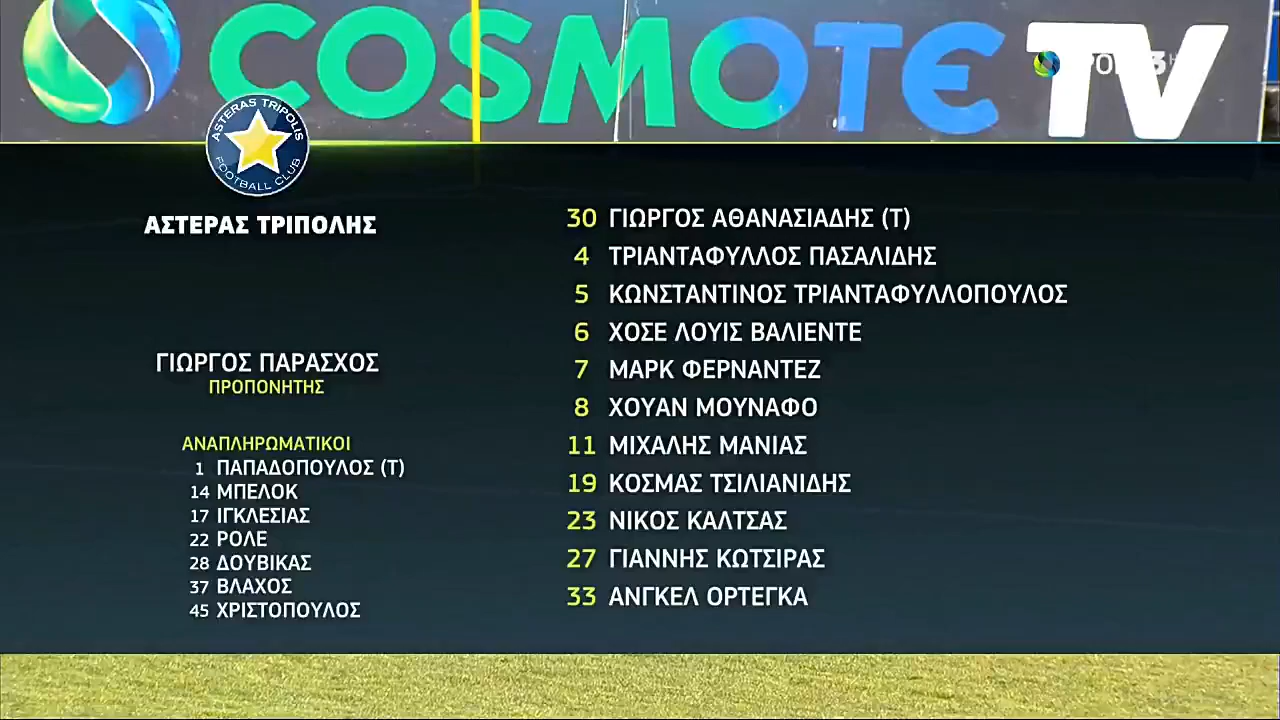 COSMOTE TV
ASTERAS TRIPOLIS
FOOTBALL CLUB
ΑΣΤΕΡΑΣ ΤΡΙΠΟΛΗΣ
ΓΙΩΡΓΟΣ ΠΑΡΑΣΧΟΣ
ΠΡΟΠΟΝΗΤΗΣ
ΑΝΑΠΛΗΡΩΜΑΤΙΚΟΙ
1 ΠΑΠΑΔΟΠΟΥΛΟΣ (Τ)
14 ΜΠΕΛΟΚ
17 ΙΓΚΛΕΣΙΑΣ
22 ΡΟΛΕ
28 ΔΟΥΒΙΚΑΣ
37 ΒΛΑΧΟΣ
45 ΧΡΙΣΤΟΠΟΥΛΟΣ
30 ΓΙΩΡΓΟΣ ΑΘΑΝΑΣΙΑΔΗΣ (Τ)
4 ΤΡΙΑΝΤΑΦΥΛΛΟΣ ΠΑΣΑΛΙΔΗΣ
5 ΚΩΝΣΤΑΝΤΙΝΟΣ ΤΡΙΑΝΤΑΦΥΛΛΟΠΟΥΛΟΣ
6 ΧΟΣΕ ΛΟΥΙΣ ΒΑΛΙΕΝΤΕ
7 ΜΑΡΚ ΦΕΡΝΑΝΤΕΖ
8 ΧΟΥΑΝ ΜΟΥΝΑΦΟ
11 ΜΙΧΑΛΗΣ ΜΑΝΙΑΣ
19 ΚΟΣΜΑΣ ΤΣΙΛΙΑΝΙΔΗΣ
23 ΝΙΚΟΣ ΚΑΛΤΣΑΣ
27 ΓΙΑΝΝΗΣ ΚΩΤΣΙΡΑΣ
33 ΑΝΓΚΕΛ ΟΡΤΕΓΚΑ